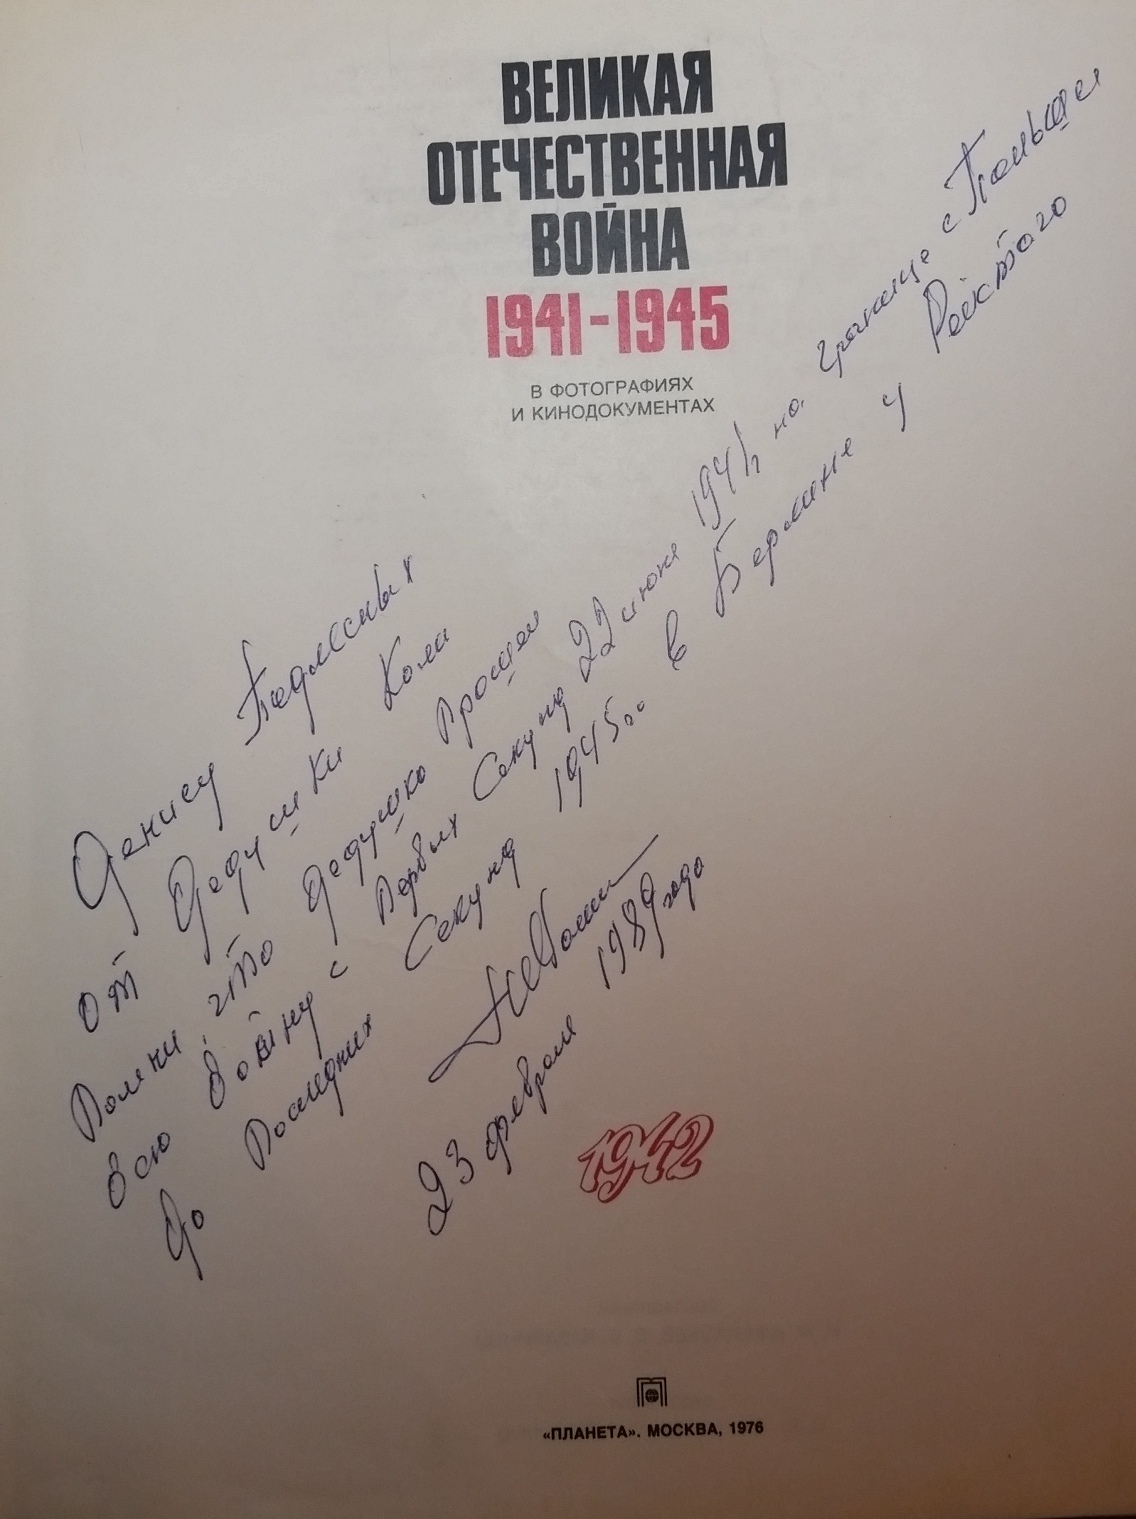 ВЕЛИКАЯ
ОТЕЧЕСТВЕННАЯ
ВОЙНА
1941-1945
В ФОТОГРАФИЯХ
И КИНОДОКУМЕНТАХ
Денису Подлесных
от Дедушки Коли
Помни, что дедушка прошел
всю войну с Первых Секунд 22 июня 1941г на границе с Польшей
До Последних Секунд 1945г. в Берлине у Рейхстага
23 февраля 1989 года
1942
«ПЛАНЕТА». МОСКВА, 1976